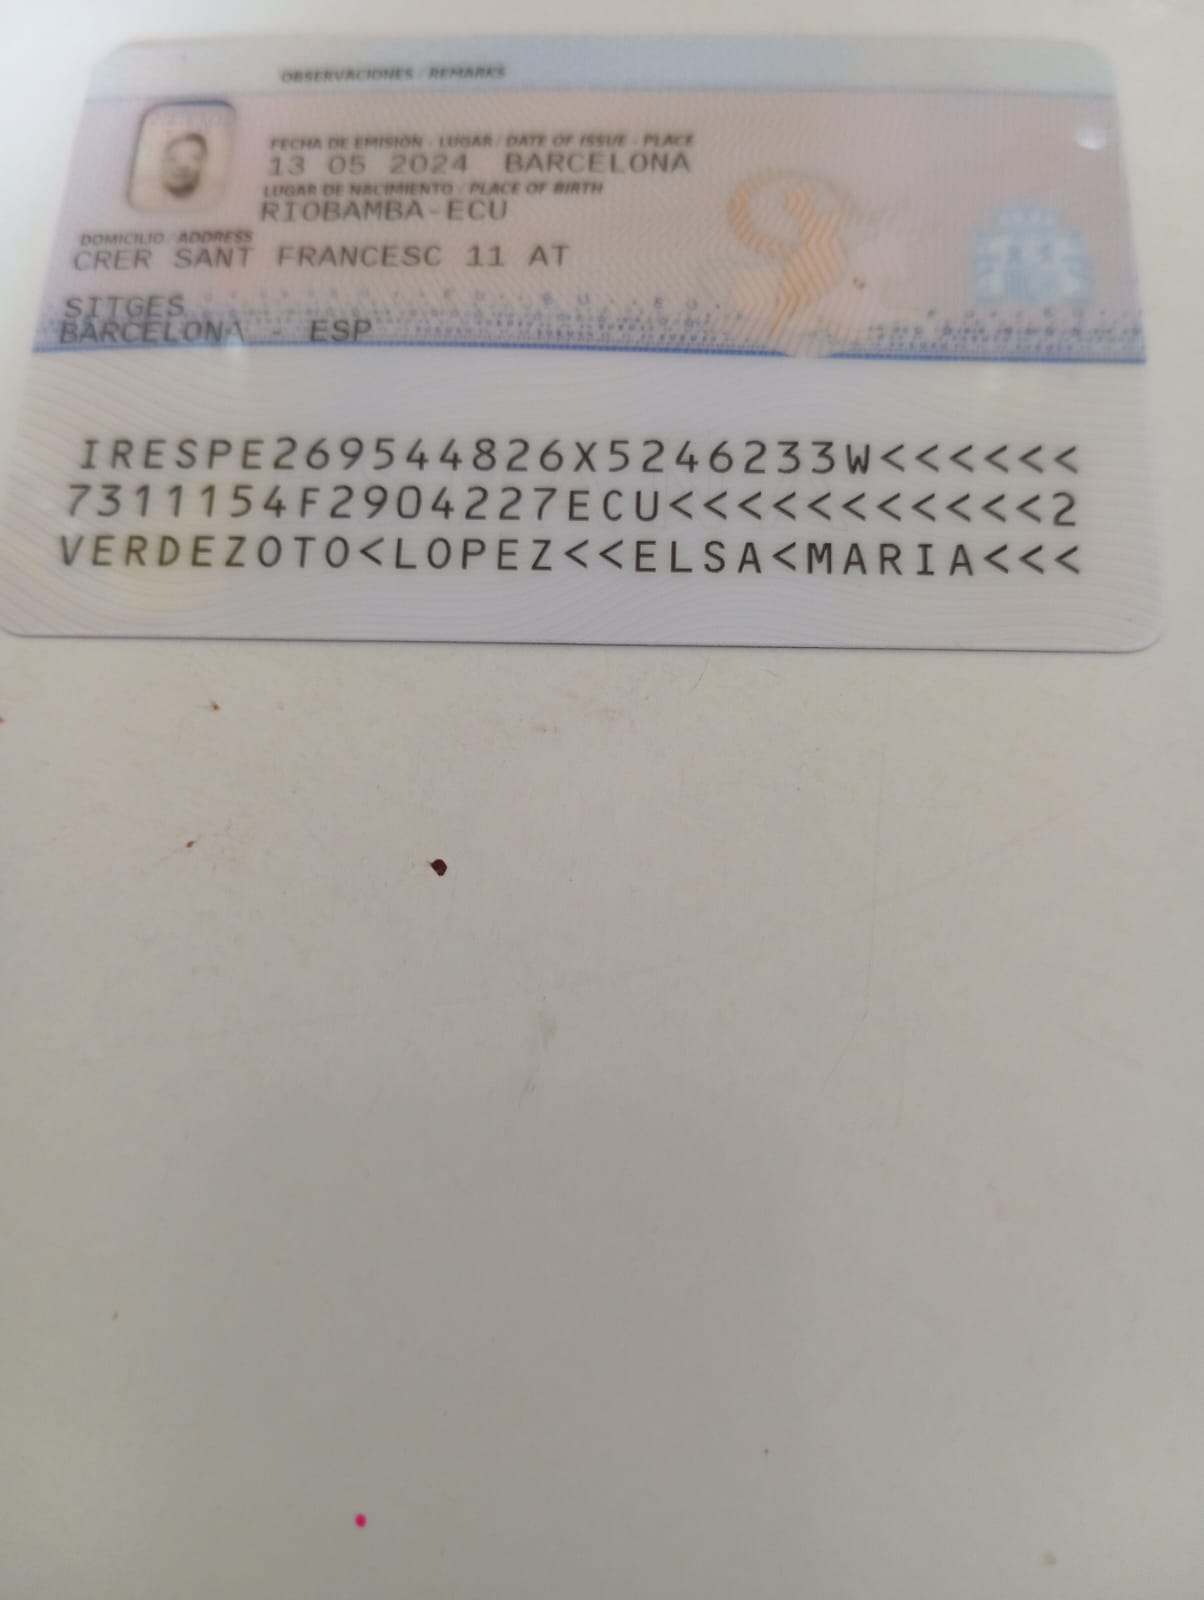 OBSERVACIONES / REMARKS
FECHA DE EMISIÓN - LUGAR / DATE OF ISSUE - PLACE
13 05 2024 BARCELONA
LUGAR DE NACIMIENTO / PLACE OF BIRTH
RIOBAMBA-ECU
DOMICILIO / ADDRESS
CRER SANT FRANCESC 11 AT
SITGES
BARCELONA - ESP
IRESPE269544826X5246233W<<<<<<
7311154F2904227ECU<<<<<<<<<<<2
VERDEZOTO<LOPEZ<<ELSA<MARIA<<<